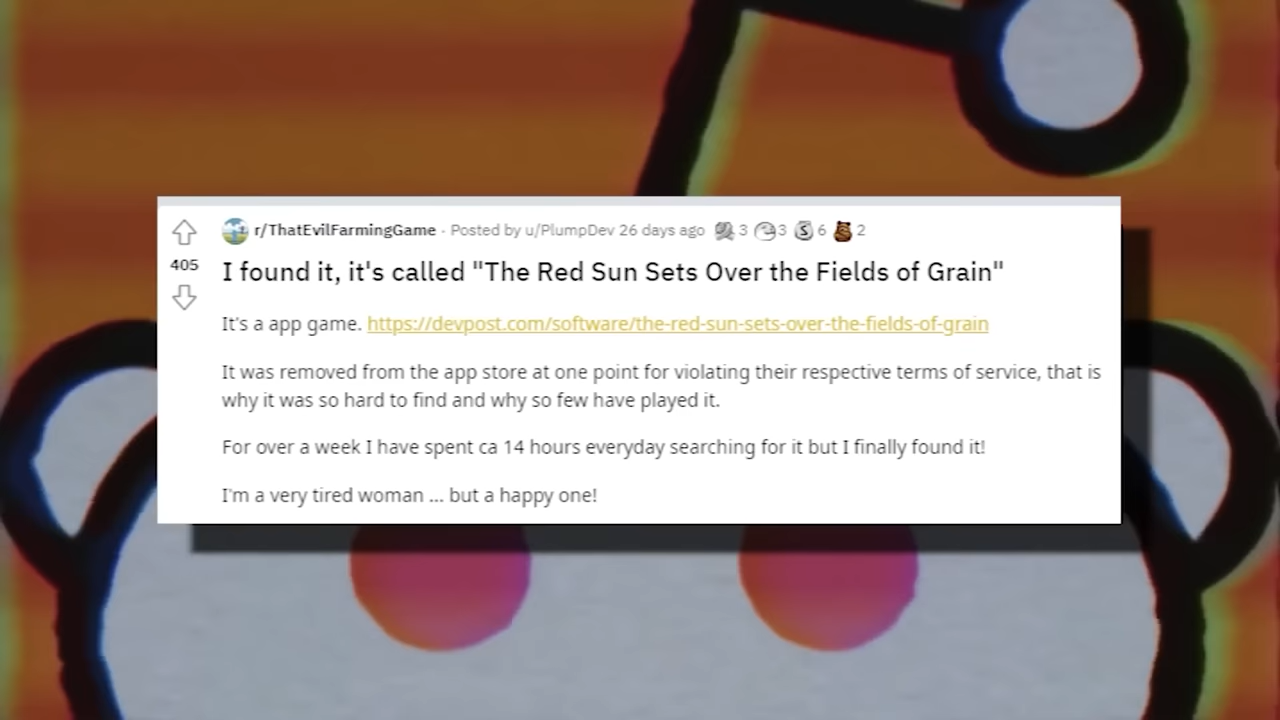 r/ThatEvilFarmingGame · Posted by u/PlumpDev 26 days ago 3 3 S 6 2
405
I found it, it's called "The Red Sun Sets Over the Fields of Grain"
It's a app game. https://devpost.com/software/the-red-sun-sets-over-the-fields-of-grain
It was removed from the app store at one point for violating their respective terms of service, that is
why it was so hard to find and why so few have played it.
For over a week I have spent ca 14 hours everyday searching for it but I finally found it!
I'm a very tired woman ... but a happy one!